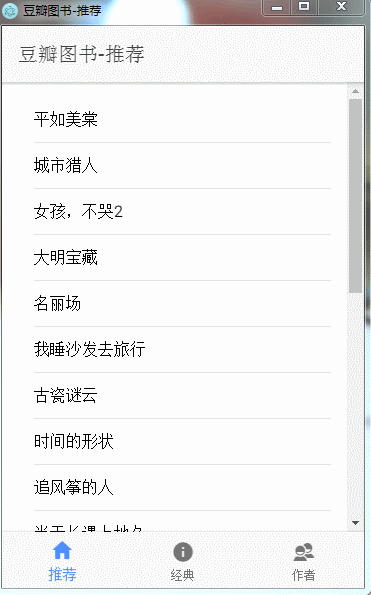 豆瓣图书-推荐
豆瓣图书-推荐
平如美棠
城市猎人
女孩，不哭2
大明宝藏
名丽场
我睡沙发去旅行
古瓷谜云
时间的形状
追风筝的人
推荐
经典
作者